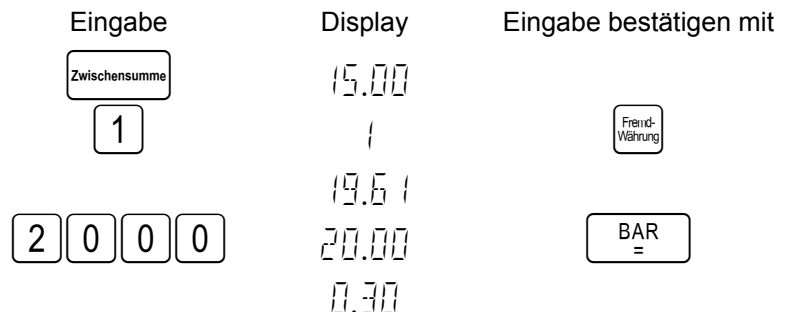 Eingabe Display Eingabe bestätigen mit
Zwischensumme 15.00
1 1 Fremd-
Währung
19.61
2 0 0 0 20.00 BAR
=
0.30